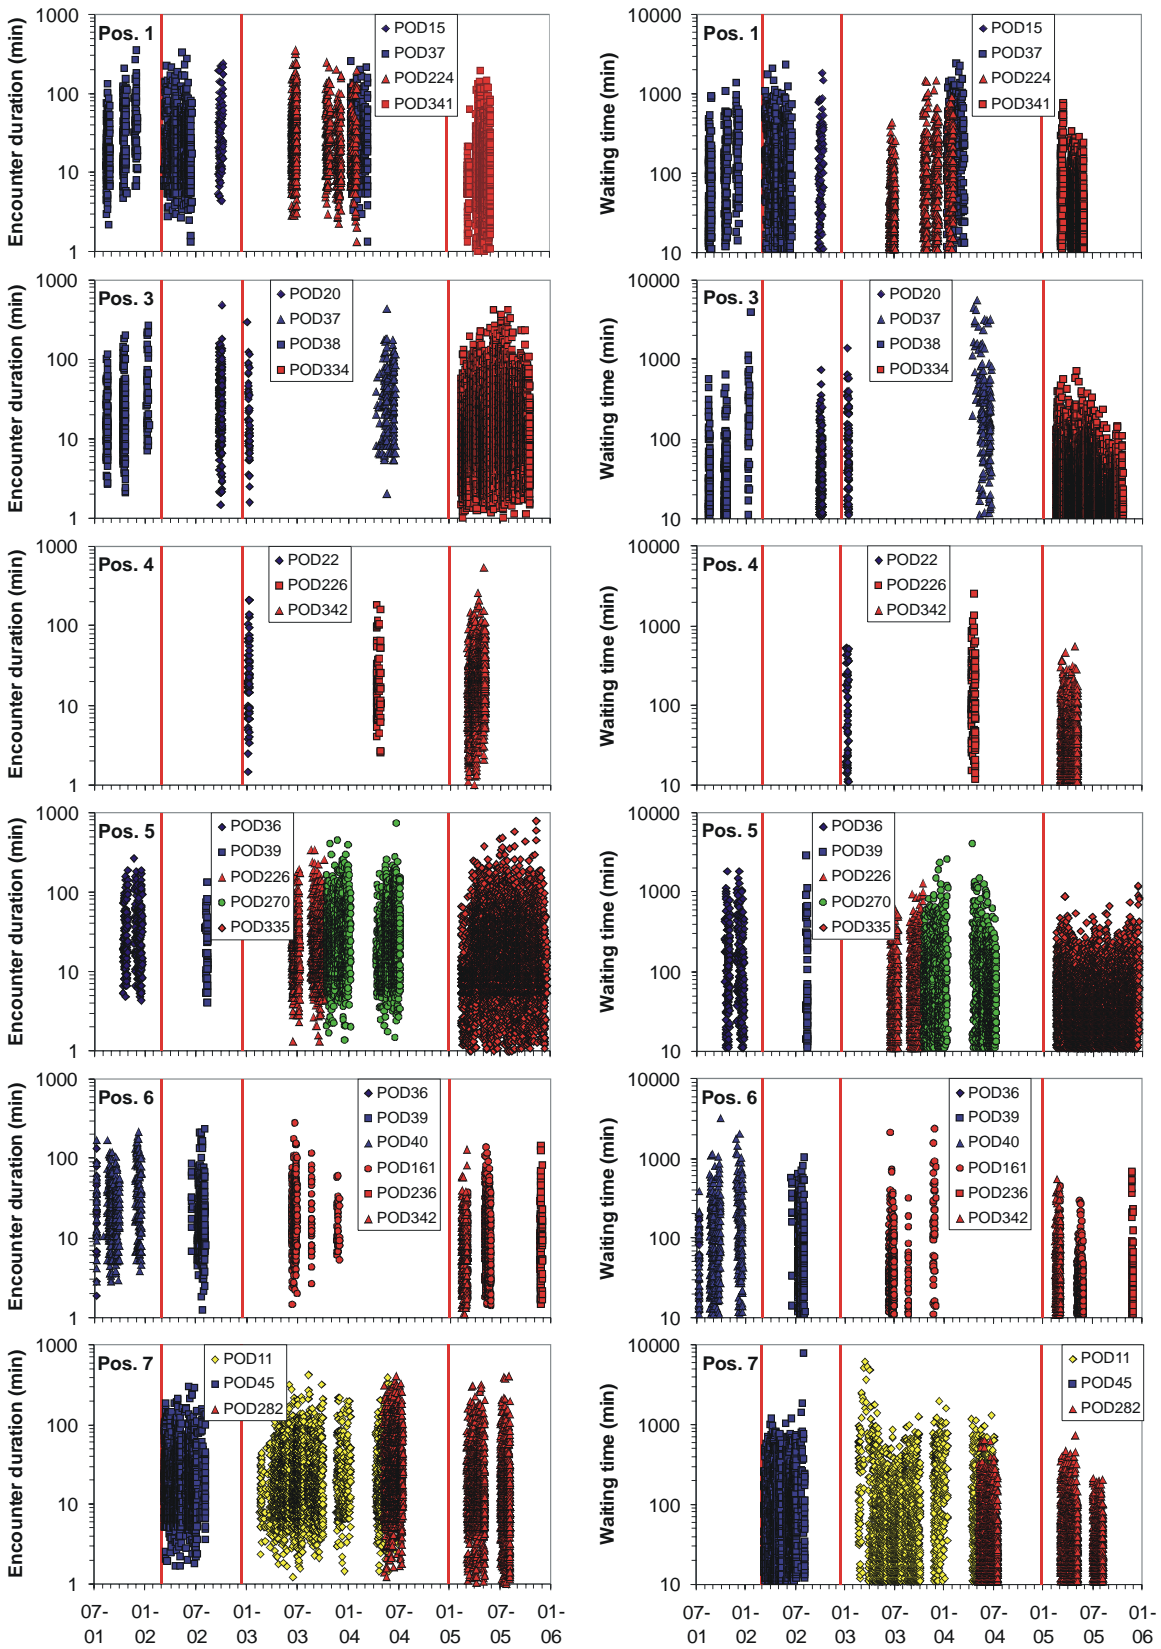 Encounter duration (min)
1000
100
10
1
Pos. 1
POD15
POD37
POD224
POD341
Waiting time (min)
10000
1000
100
10
Pos. 1
POD15
POD37
POD224
POD341
Encounter duration (min)
1000
100
10
1
Pos. 3
POD20
POD37
POD38
POD334
Waiting time (min)
10000
1000
100
10
Pos. 3
POD20
POD37
POD38
POD334
Encounter duration (min)
1000
100
10
1
Pos. 4
POD22
POD226
POD342
Waiting time (min)
10000
1000
100
10
Pos. 4
POD22
POD226
POD342
Encounter duration (min)
1000
100
10
1
Pos. 5
POD36
POD39
POD226
POD270
POD335
Waiting time (min)
10000
1000
100
10
Pos. 5
POD36
POD39
POD226
POD270
POD335
Encounter duration (min)
1000
100
10
1
Pos. 6
POD36
POD39
POD40
POD161
POD236
POD342
Waiting time (min)
10000
1000
100
10
Pos. 6
POD36
POD39
POD40
POD161
POD236
POD342
Encounter duration (min)
1000
100
10
1
Pos. 7
POD11
POD45
POD282
Waiting time (min)
10000
1000
100
10
Pos. 7
POD11
POD45
POD282
07- 01- 07- 01- 07- 01- 07- 01- 07- 01-
01 02 02 03 03 04 04 05 05 06
07- 01- 07- 01- 07- 01- 07- 01- 07- 01-
01 02 02 03 03 04 04 05 05 06